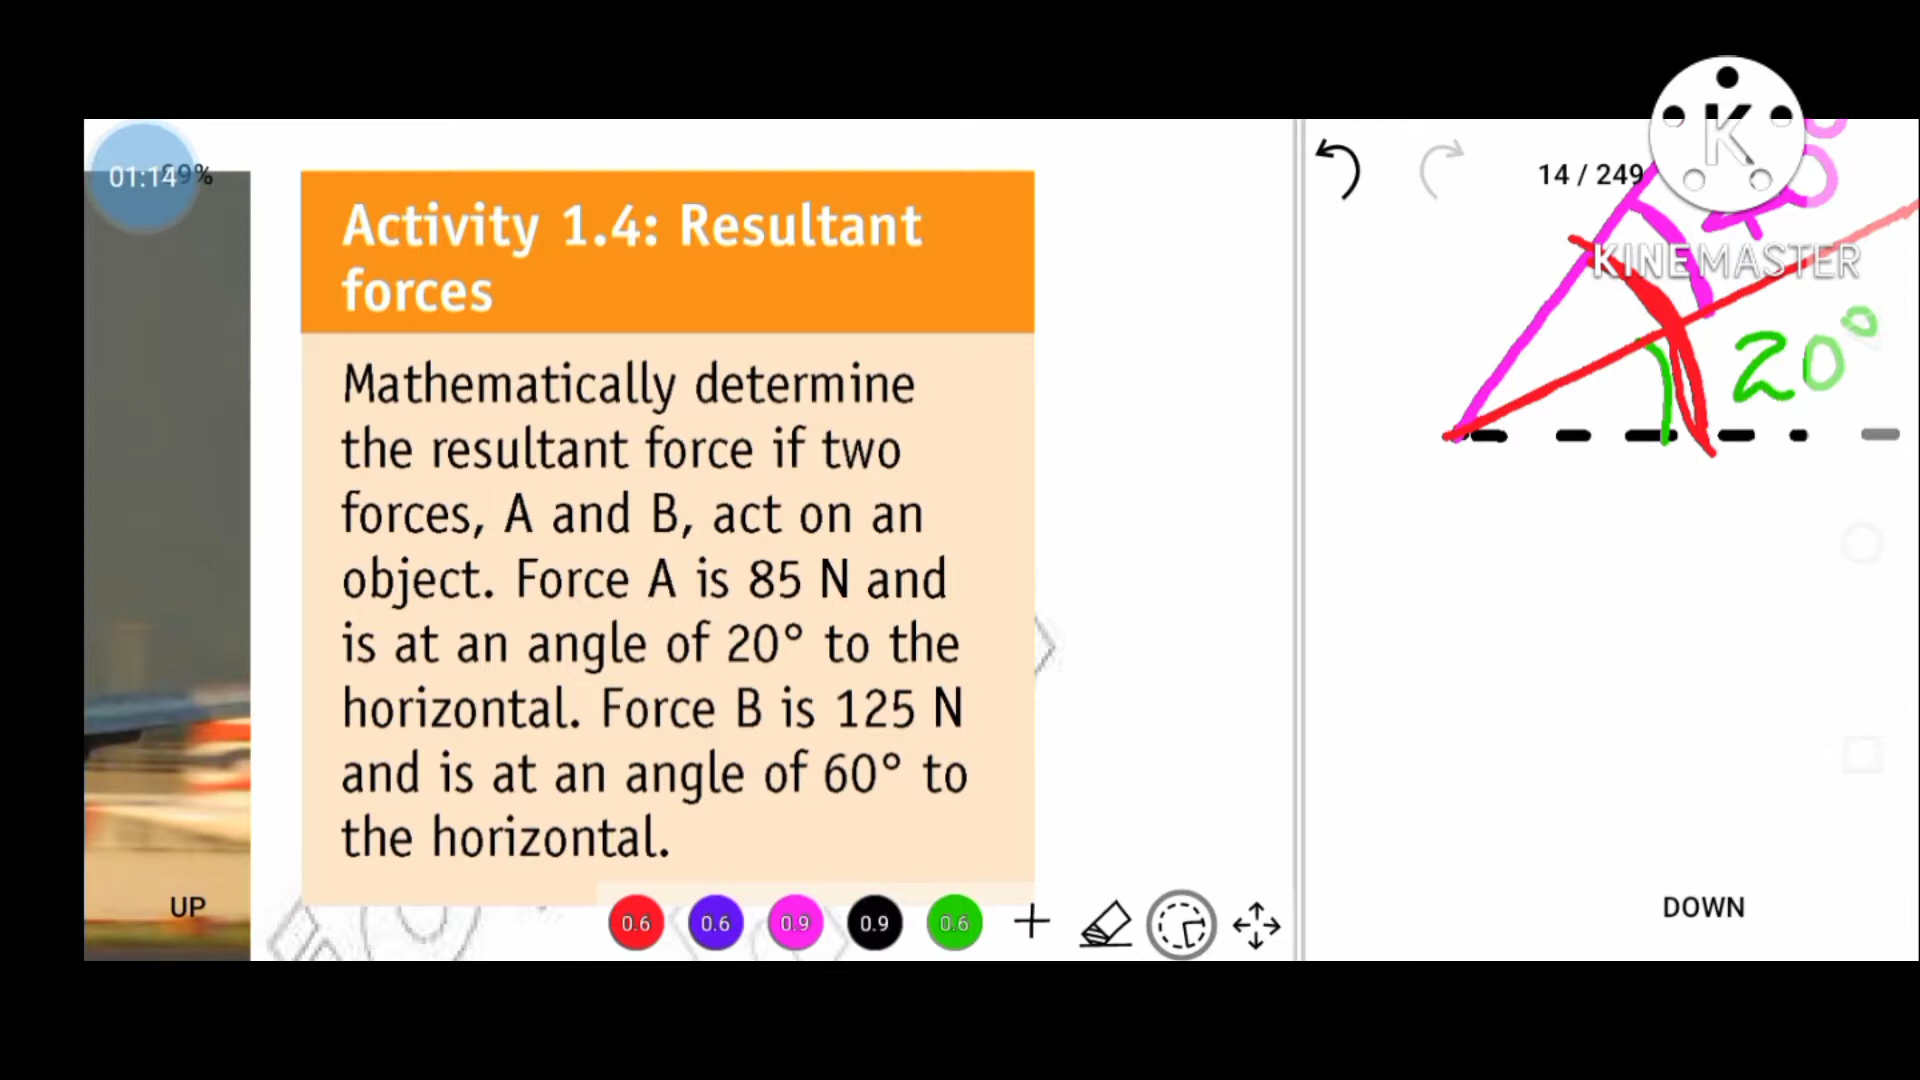 01:14
99%
Activity 1.4: Resultant
forces
Mathematically determine
the resultant force if two
forces, A and B, act on an
object. Force A is 85 N and
is at an angle of 20° to the
horizontal. Force B is 125 N
and is at an angle of 60° to
the horizontal.
UP
0.6
0.6
0.9
0.9
0.6
14 / 249
K
KINEMASTER
20°
DOWN